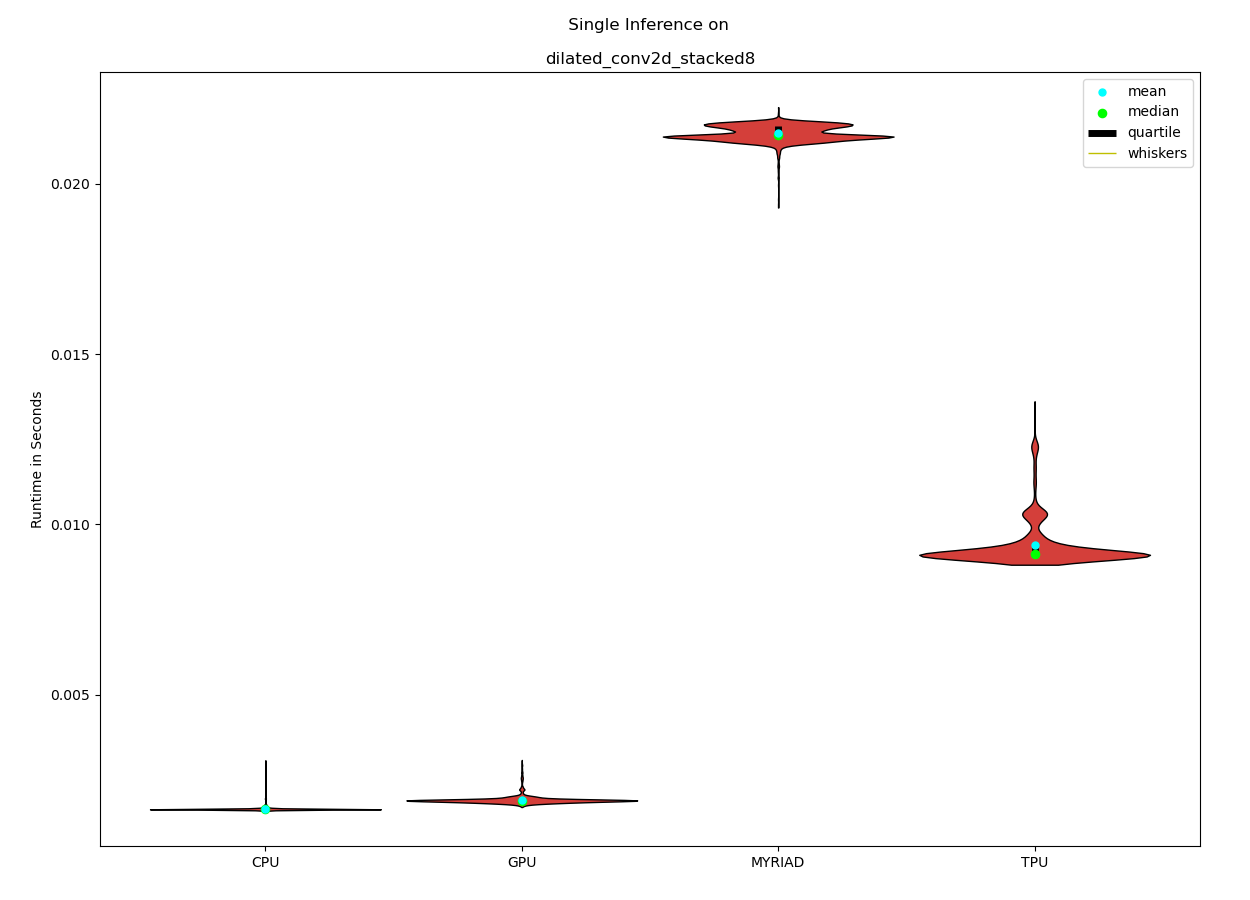 Single Inference on
dilated_conv2d_stacked8
mean
median
quartile
whiskers
Runtime in Seconds
0.020
0.015
0.010
0.005
CPU GPU MYRIAD TPU